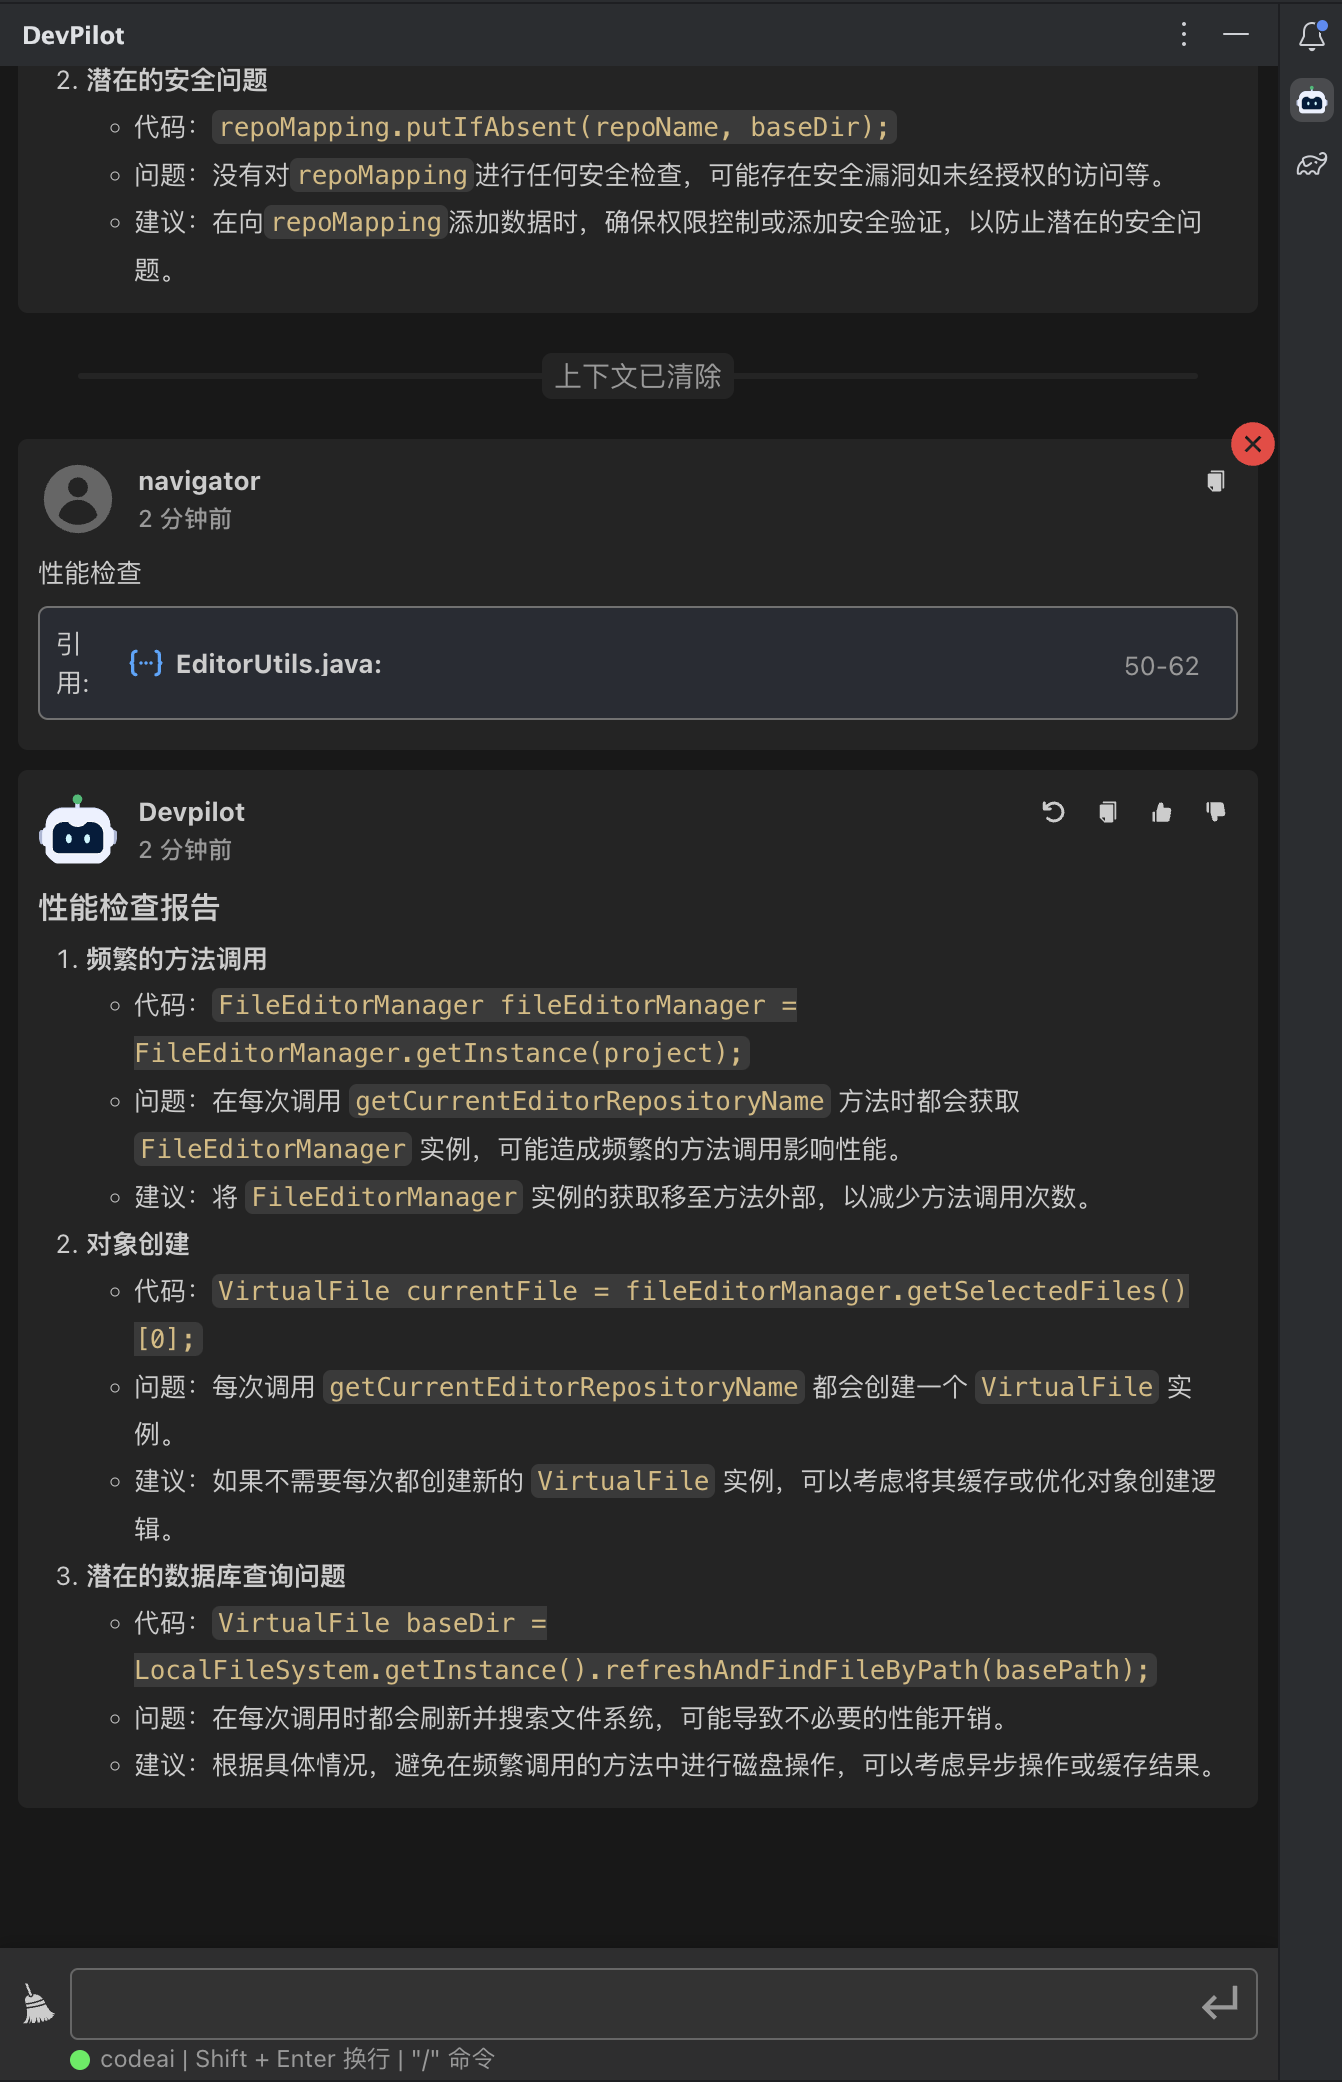 DevPilot
2. 潜在的安全问题
代码：repoMapping.putIfAbsent(repoName, baseDir);
问题：没有对repoMapping进行任何安全检查，可能存在安全漏洞如未经授权的访问等。
建议：在向repoMapping添加数据时，确保权限控制或添加安全验证，以防止潜在的安全问
题。
上下文已清除
navigator
2 分钟前
性能检查
引
用:
EditorUtils.java:
50-62
Devpilot
2 分钟前
性能检查报告
1. 频繁的方法调用
代码：FileEditorManager fileEditorManager =
FileEditorManager.getInstance(project);
问题：在每次调用 getCurrentEditorRepositoryName 方法时都会获取
FileEditorManager 实例，可能造成频繁的方法调用影响性能。
建议：将 FileEditorManager 实例的获取移至方法外部，以减少方法调用次数。
2. 对象创建
代码：VirtualFile currentFile = fileEditorManager.getSelectedFiles()
[0];
问题：每次调用 getCurrentEditorRepositoryName 都会创建一个 VirtualFile 实
例。
建议：如果不需要每次都创建新的 VirtualFile 实例，可以考虑将其缓存或优化对象创建逻
辑。
3. 潜在的数据库查询问题
代码：VirtualFile baseDir =
LocalFileSystem.getInstance().refreshAndFindFileByPath(basePath);
问题：在每次调用时都会刷新并搜索文件系统，可能导致不必要的性能开销。
建议：根据具体情况，避免在频繁调用的方法中进行磁盘操作，可以考虑异步操作或缓存结果。
codeai | Shift + Enter 换行 | "/" 命令